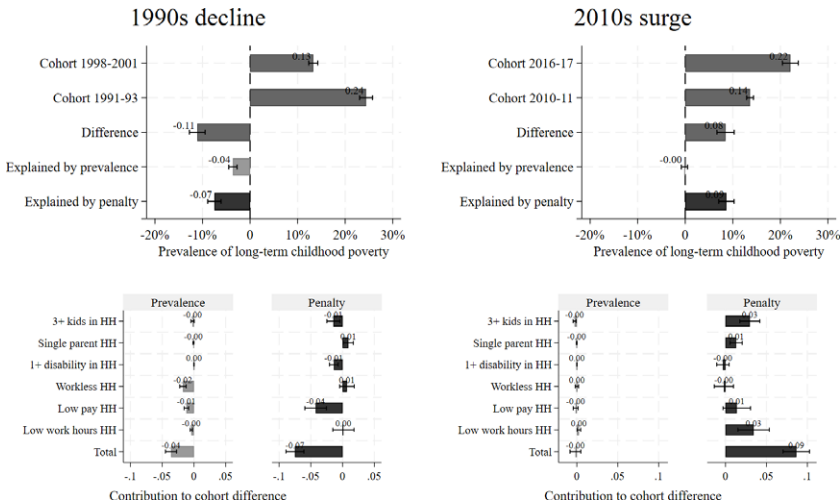 1990s decline
2010s surge
Cohort 1998-2001
0.13
Cohort 1991-93
0.24
Difference
-0.11
Explained by prevalence
-0.04
Explained by penalty
-0.07
-20% -10% 0 10% 20% 30%
Prevalence of long-term childhood poverty
Cohort 2016-17
0.22
Cohort 2010-11
0.14
Difference
0.08
Explained by prevalence
-0.00
Explained by penalty
0.09
-20% -10% 0 10% 20% 30%
Prevalence of long-term childhood poverty
Prevalence Penalty
3+ kids in HH -0.00 -0.01
Single parent HH -0.00 0.01
1+ disability in HH 0.00 -0.01
Workless HH -0.02 0.01
Low pay HH -0.01 -0.04
Low work hours HH -0.00 0.00
Total -0.04 -0.07
-.1 -.05 0 .05 -.1 -.05 0 .05
Contribution to cohort difference
Prevalence Penalty
3+ kids in HH -0.00 0.03
Single parent HH -0.00 0.01
1+ disability in HH -0.00 -0.00
Workless HH -0.00 -0.00
Low pay HH -0.00 0.01
Low work hours HH 0.00 0.03
Total -0.00 0.09
0 .05 .1 0 .05 .1
Contribution to cohort difference